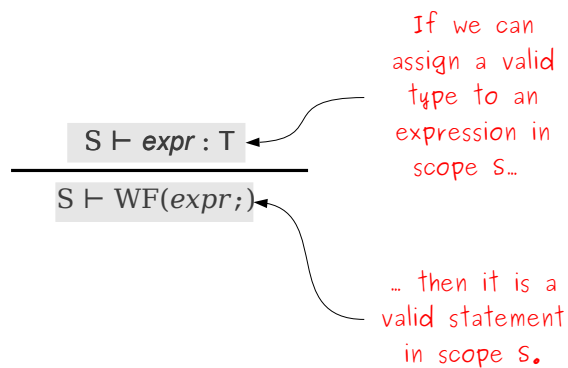 If we can
assign a valid
type to an
expression in
scope S…
S ⊢ expr : T
S ⊢ WF(expr;)
… then it is a
valid statement
in scope S.